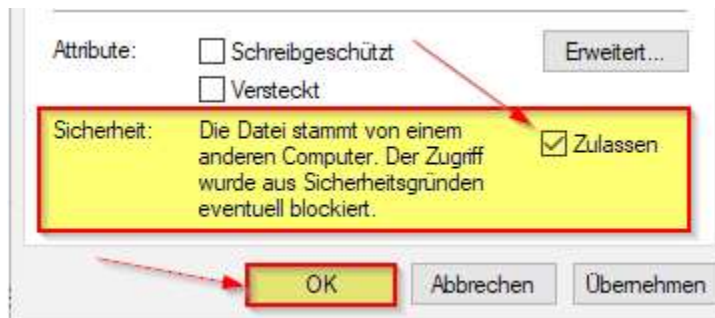 Attribute: Schreibgeschützt Erweitert...
Versteckt
Sicherheit: Die Datei stammt von einem
anderen Computer. Der Zugriff
wurde aus Sicherheitsgründen
eventuell blockiert.
Zulassen
OK Abbrechen Übernehmen